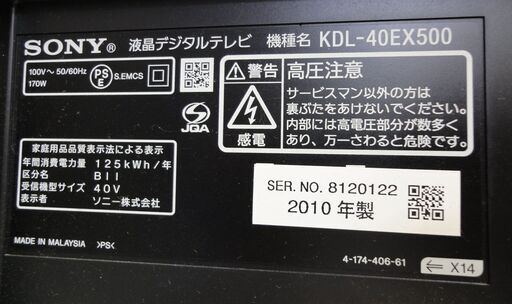 SONY® 液晶デジタルテレビ 機種名 KDL-40EX500
100V～ 50/60Hz
170W
PSE
S.EMCS
JQA
警告 高圧注意
感電
サービスマン以外の方は
裏ぶたをあけないでください。
内部には高電圧部分が数多く
あり、万一さわると危険です。
家庭用品品質表示法による表示
年間消費電力量 125kWh/年
区分名 BII
受信機型サイズ 40V
表示者 ソニー株式会社
SER. NO. 8120122
2010 年製
MADE IN MALAYSIA >PS<
4-174-406-61
⇐ X14